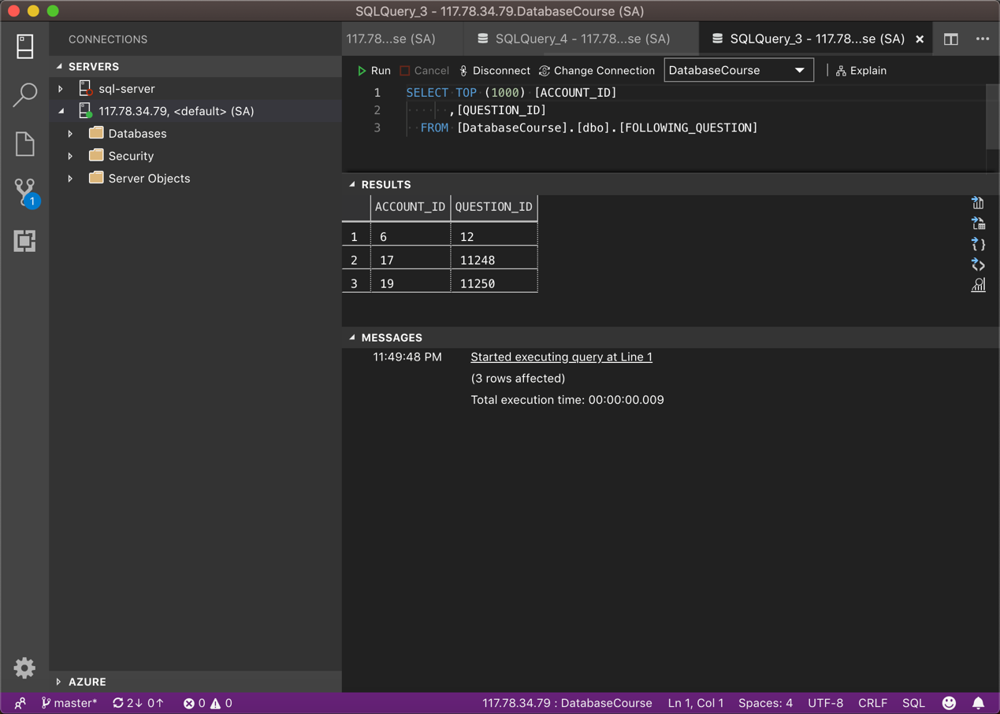 SQLQuery_3 - 117.78.34.79.DatabaseCourse (SA)
CONNECTIONS
SERVERS
sql-server
117.78.34.79, <default> (SA)
Databases
Security
Server Objects
1
AZURE
117.78...se (SA)
SQLQuery_4 - 117.78...se (SA)
SQLQuery_3 - 117.78...se (SA)
Run Cancel Disconnect Change Connection DatabaseCourse Explain
1 SELECT TOP (1000) [ACCOUNT_ID]
2 ,[QUESTION_ID]
3 FROM [DatabaseCourse].[dbo].[FOLLOWING_QUESTION]
RESULTS
ACCOUNT_ID QUESTION_ID
1 6 12
2 17 11248
3 19 11250
MESSAGES
11:49:48 PM Started executing query at Line 1
(3 rows affected)
Total execution time: 00:00:00.009
master* 2↓ 0↑ 0 0 117.78.34.79 : DatabaseCourse Ln 1, Col 1 Spaces: 4 UTF-8 CRLF SQL